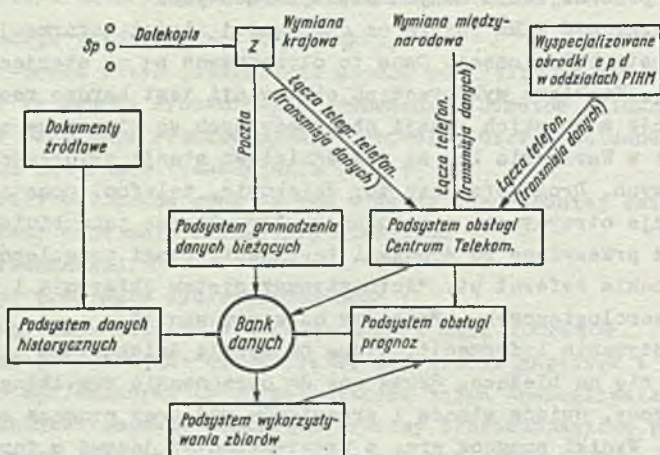 Sp
Dalekopis
Z
Wymiana
krajowa
Wymiana między-
narodowa
Wyspecjalizowane
ośrodki e p d
w oddziałach PIHM
Dokumenty
źródłowe
Poczta
Łącza telegr. telefon.
(transmisja danych)
Łącza telefon.
(transmisja danych)
Łącza telefon.
(transmisja danych)
Podsystem gromodzenia
danych bieżących
Podsystem obsługi
Centrum Telekom.
Podsystem danych
historycznych
Bank
danych
Podsystem obsługi
prognoz
Podsystem wykorzysty-
wania zbiorów